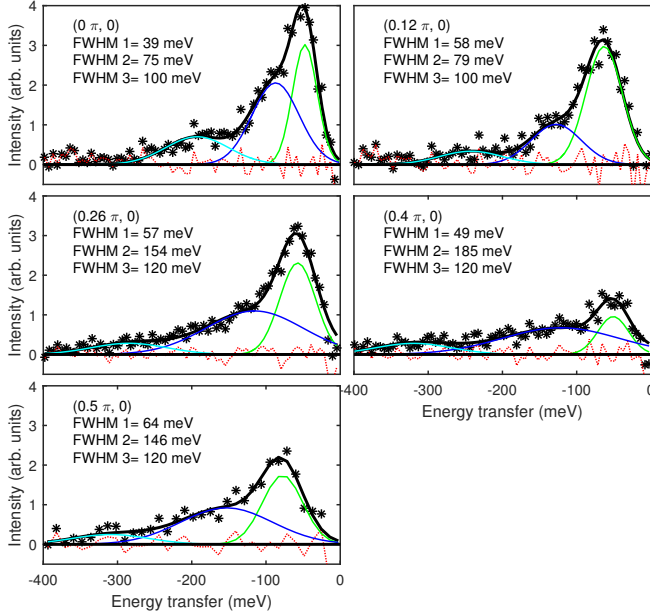 (0 π, 0)
FWHM 1= 39 meV
FWHM 2= 75 meV
FWHM 3= 100 meV
4
3
2
1
0
Intensity (arb. units)
(0.12 π, 0)
FWHM 1= 58 meV
FWHM 2= 79 meV
FWHM 3= 100 meV
(0.26 π, 0)
FWHM 1= 57 meV
FWHM 2= 154 meV
FWHM 3= 120 meV
4
3
2
1
0
Intensity (arb. units)
(0.4 π, 0)
FWHM 1= 49 meV
FWHM 2= 185 meV
FWHM 3= 120 meV
-400 -300 -200 -100 0
Energy transfer (meV)
(0.5 π, 0)
FWHM 1= 64 meV
FWHM 2= 146 meV
FWHM 3= 120 meV
4
3
2
1
0
Intensity (arb. units)
-400 -300 -200 -100 0
Energy transfer (meV)